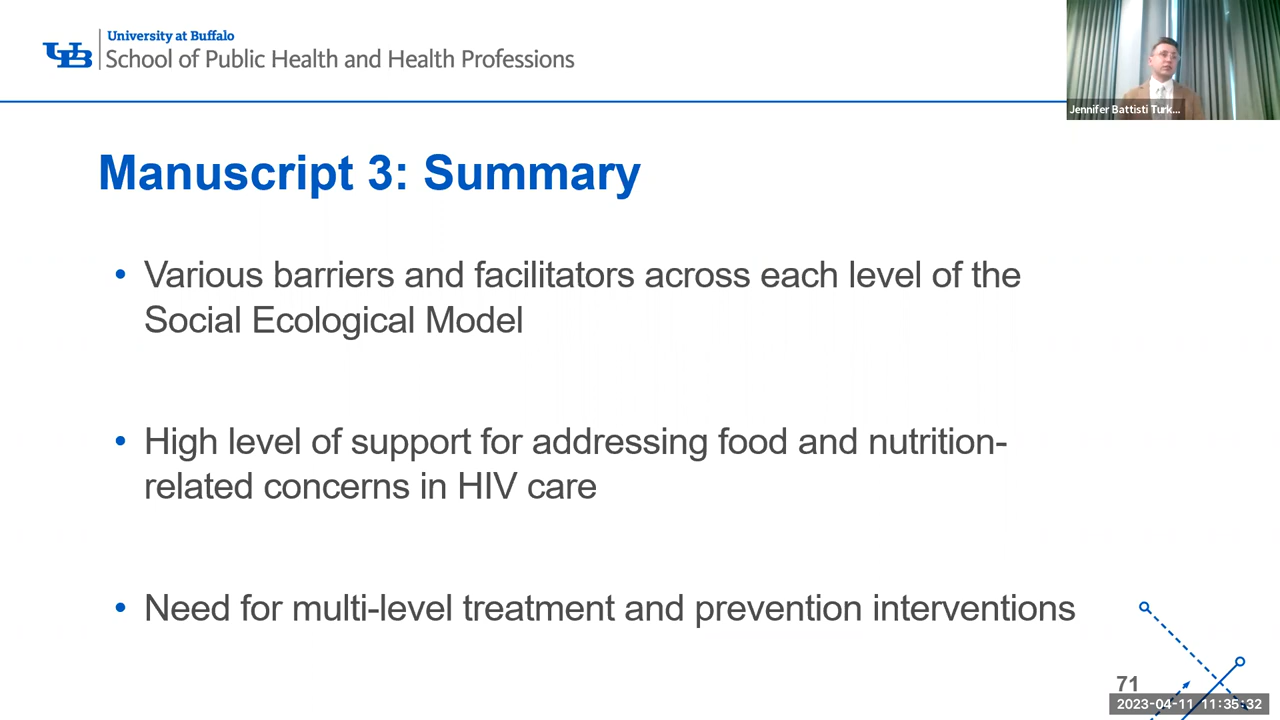 UB
University at Buffalo
School of Public Health and Health Professions
Jennifer Battisti Turk...
Manuscript 3: Summary
• Various barriers and facilitators across each level of the
Social Ecological Model
• High level of support for addressing food and nutrition-
related concerns in HIV care
• Need for multi-level treatment and prevention interventions
71
2023-04-11 11:35:32